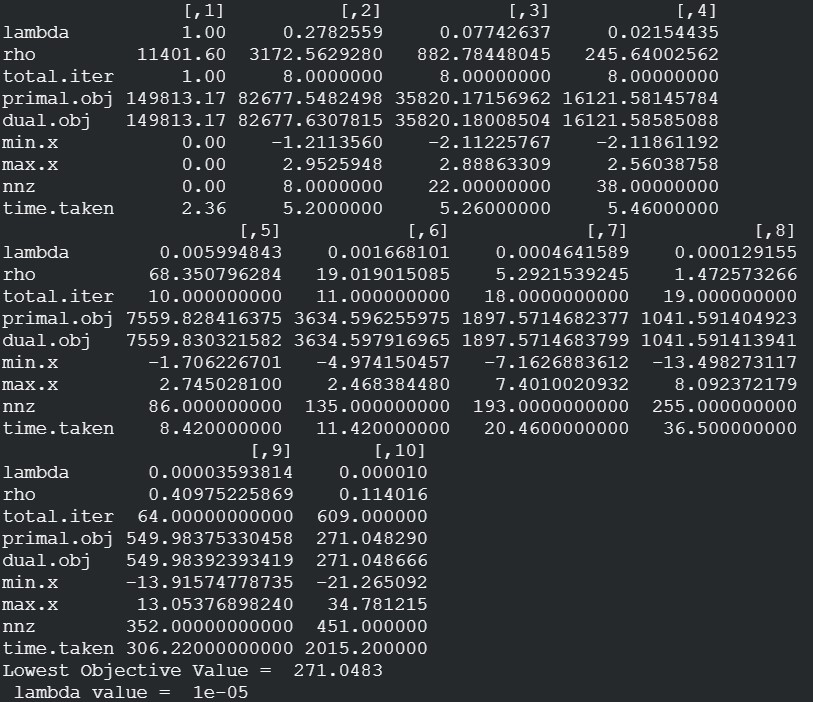 [,1] [,2] [,3] [,4]
lambda 1.00 0.2782559 0.07742637 0.02154435
rho 11401.60 3172.5629280 882.78448045 245.64002562
total.iter 1.00 8.0000000 8.00000000 8.00000000
primal.obj 149813.17 82677.5482498 35820.17156962 16121.58145784
dual.obj 149813.17 82677.6307815 35820.18008504 16121.58585088
min.x 0.00 -1.2113560 -2.11225767 -2.11861192
max.x 0.00 2.9525948 2.88863309 2.56038758
nnz 0.00 8.0000000 22.00000000 38.00000000
time.taken 2.36 5.2000000 5.26000000 5.46000000
[,5] [,6] [,7] [,8]
lambda 0.005994843 0.001668101 0.0004641589 0.000129155
rho 68.350796284 19.019015085 5.2921539245 1.472573266
total.iter 10.000000000 11.000000000 18.0000000000 19.000000000
primal.obj 7559.828416375 3634.596255975 1897.5714682377 1041.591404923
dual.obj 7559.830321582 3634.597916965 1897.5714683799 1041.591413941
min.x -1.706226701 -4.974150457 -7.1626883612 -13.498273117
max.x 2.745028100 2.468384480 7.4010020932 8.092372179
nnz 86.000000000 135.000000000 193.0000000000 255.000000000
time.taken 8.420000000 11.420000000 20.4600000000 36.500000000
[,9] [,10]
lambda 0.00003593814 0.000010
rho 0.40975225869 0.114016
total.iter 64.00000000000 609.000000
primal.obj 549.98375330458 271.048290
dual.obj 549.98392393419 271.048666
min.x -13.91574778735 -21.265092
max.x 13.05376898240 34.781215
nnz 352.00000000000 451.000000
time.taken 306.22000000000 2015.200000
Lowest Objective Value = 271.0483
lambda value = 1e-05